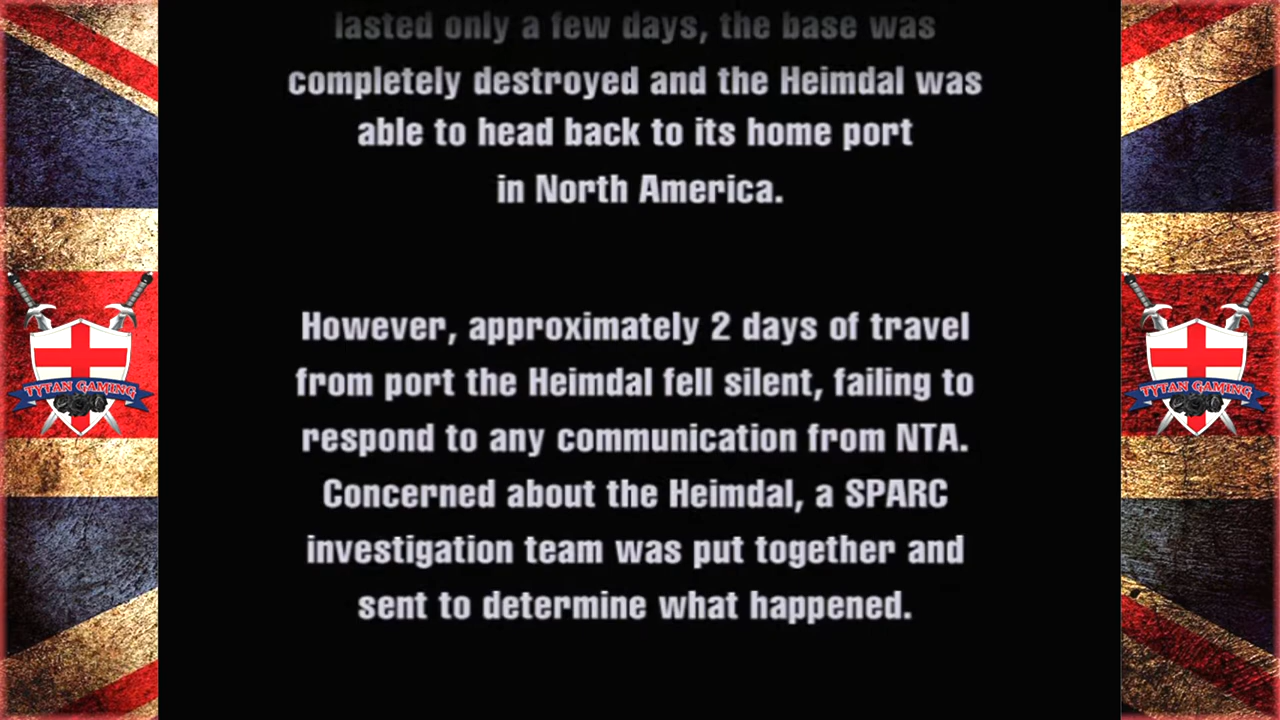 lasted only a few days, the base was
completely destroyed and the Heimdal was
able to head back to its home port
in North America.
However, approximately 2 days of travel
from port the Heimdal fell silent, failing to
respond to any communication from NTA.
Concerned about the Heimdal, a SPARC
investigation team was put together and
sent to determine what happened.
TYTAN GAMING
TYTAN GAMING